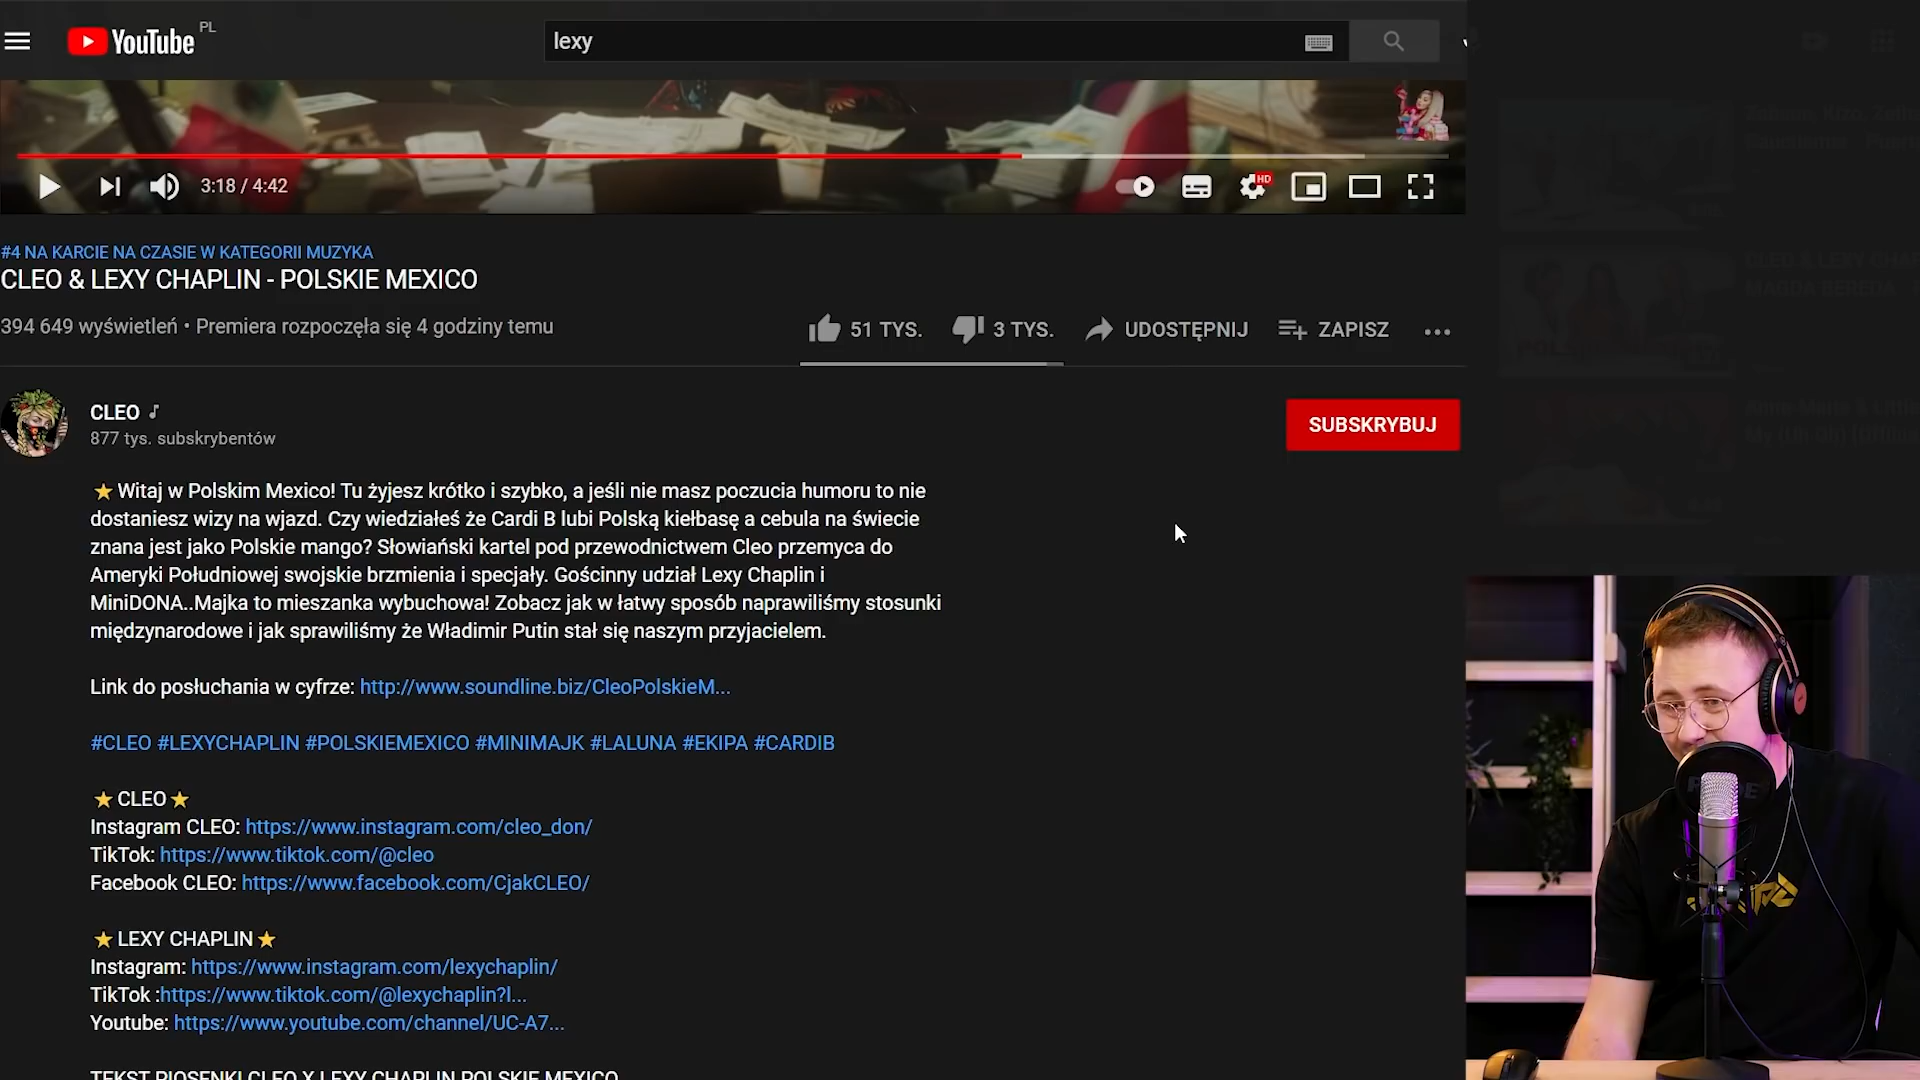 YouTube PL
lexy
3:18 / 4:42
HD
#4 NA KARCIE NA CZASIE W KATEGORII MUZYKA
CLEO & LEXY CHAPLIN - POLSKIE MEXICO
394 649 wyświetleń • Premiera rozpoczęła się 4 godziny temu
51 TYS.
3 TYS.
UDOSTĘPNIJ
ZAPISZ
CLEO
877 tys. subskrybentów
SUBSKRYBUJ
⭐Witaj w Polskim Mexico! Tu żyjesz krótko i szybko, a jeśli nie masz poczucia humoru to nie
dostaniesz wizy na wjazd. Czy wiedziałeś że Cardi B lubi Polską kiełbasę a cebula na świecie
znana jest jako Polskie mango? Słowiański kartel pod przewodnictwem Cleo przemyca do
Ameryki Południowej swojskie brzmienia i specjały. Gościnny udział Lexy Chaplin i
MiniDONA..Majka to mieszanka wybuchowa! Zobacz jak w łatwy sposób naprawiliśmy stosunki
międzynarodowe i jak sprawiliśmy że Władimir Putin stał się naszym przyjacielem.
Link do posłuchania w cyfrze: http://www.soundline.biz/CleoPolskieM...
#CLEO #LEXYCHAPLIN #POLSKIEMEXICO #MINIMAJK #LALUNA #EKIPA #CARDIB
⭐CLEO⭐
Instagram CLEO: https://www.instagram.com/cleo_don/
TikTok: https://www.tiktok.com/@cleo
Facebook CLEO: https://www.facebook.com/CjakCLEO/
⭐LEXY CHAPLIN⭐
Instagram: https://www.instagram.com/lexychaplin/
TikTok :https://www.tiktok.com/@lexychaplin?l...
Youtube: https://www.youtube.com/channel/UC-A7...
TEKST PIOSENKI CLEO X LEXY CHAPLIN POLSKIE MEXICO